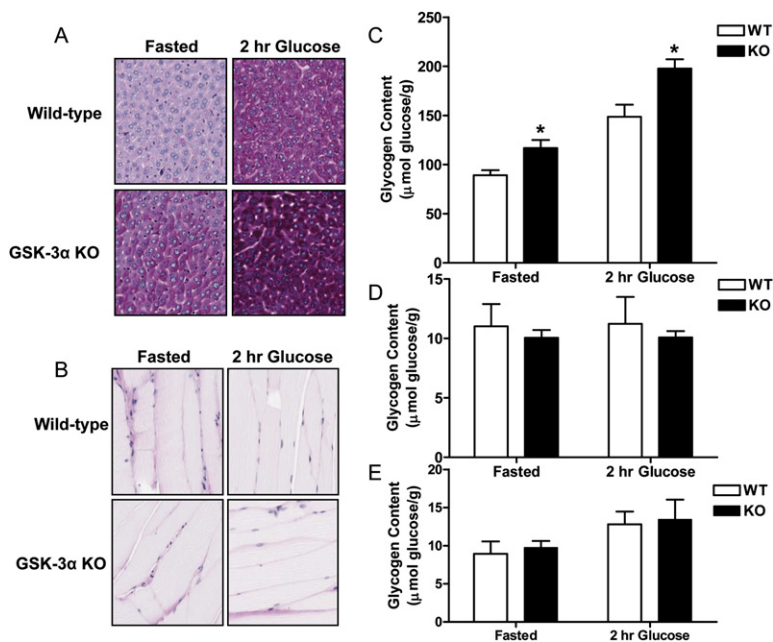 A
Fasted
2 hr Glucose
Wild-type
GSK-3α KO
B
Fasted
2 hr Glucose
Wild-type
GSK-3α KO
C
WT
KO
Glycogen Content
(μmol glucose/g)
250
200
150
100
50
0
*
*
Fasted
2 hr Glucose
D
WT
KO
Glycogen Content
(μmol glucose/g)
15
10
5
0
Fasted
2 hr Glucose
E
WT
KO
Glycogen Content
(μmol glucose/g)
20
15
10
5
0
Fasted
2 hr Glucose